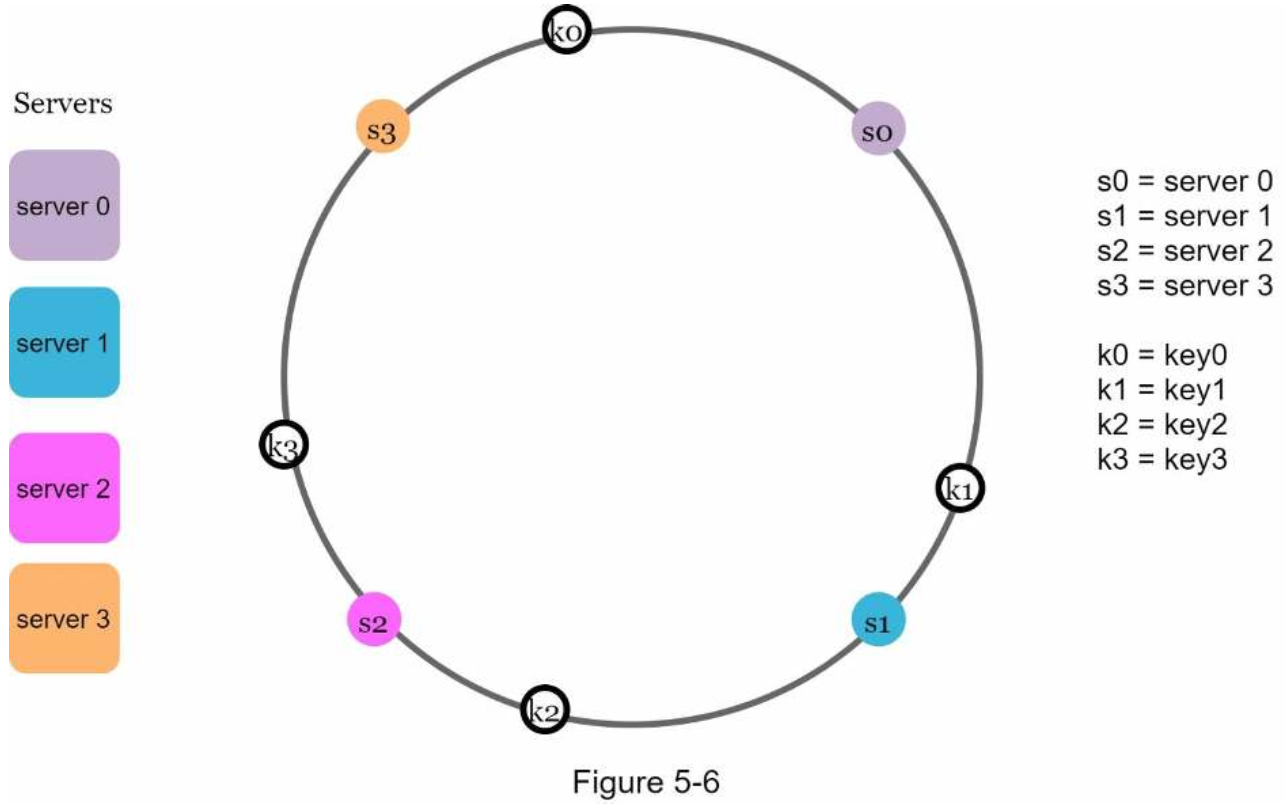 Servers
server 0
server 1
server 2
server 3
k0
s3
s0
k3
k1
s2
s1
k2
s0 = server 0
s1 = server 1
s2 = server 2
s3 = server 3
k0 = key0
k1 = key1
k2 = key2
k3 = key3
Figure 5-6